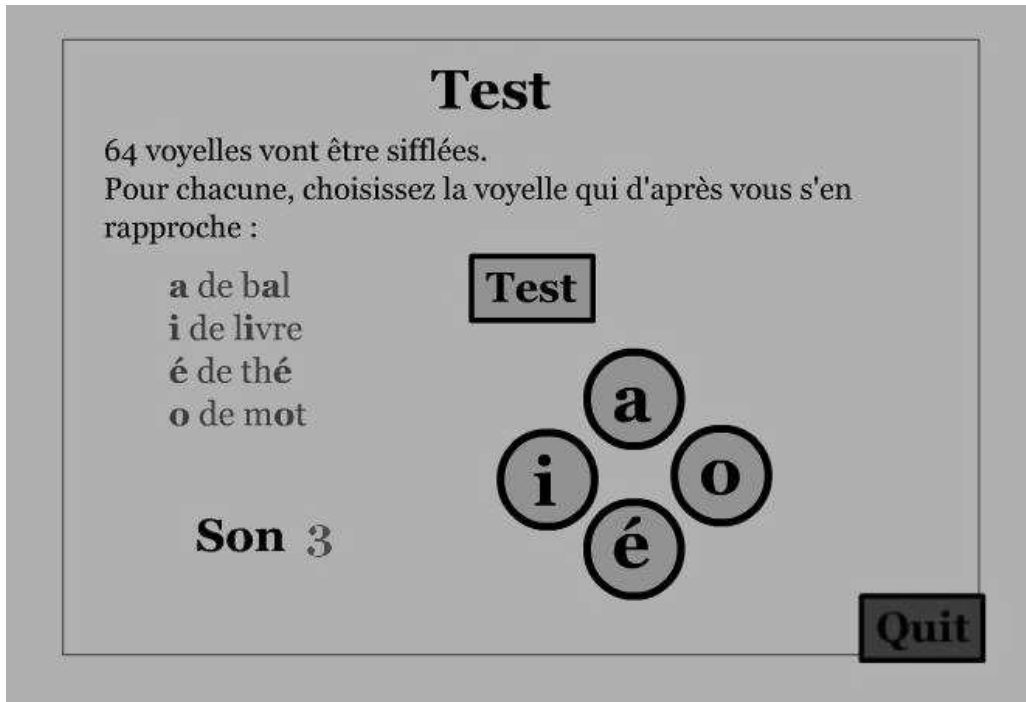 Test
64 voyelles vont être sifflées.
Pour chacune, choisissez la voyelle qui d'après vous s'en
rapproche :
a de bal
i de livre
é de thé
o de mot
Test
a
i
o
é
Son 3
Quit